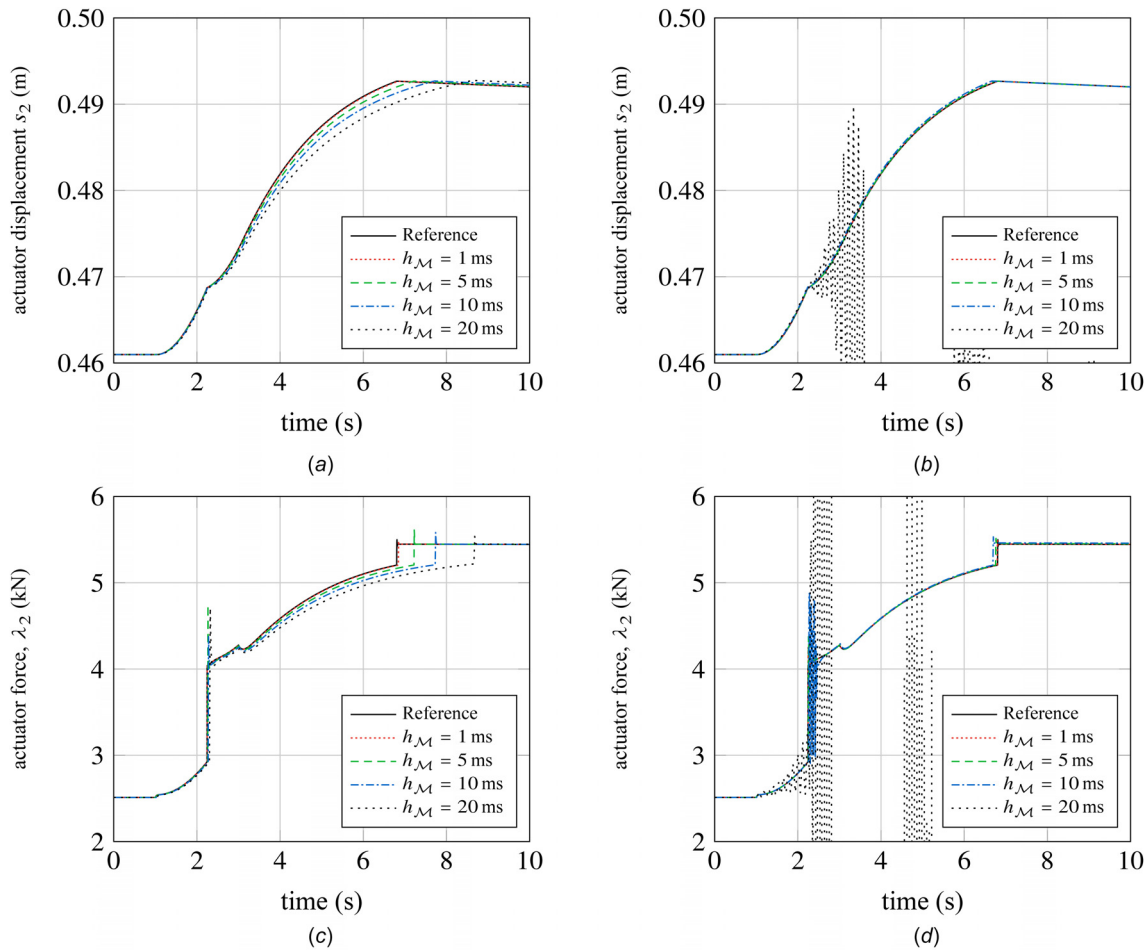 actuator displacement s₂ (m)
0.50
0.49
0.48
0.47
0.46
Reference
hℳ = 1 ms
hℳ = 5 ms
hℳ = 10 ms
hℳ = 20 ms
0 2 4 6 8 10
time (s)
(a)
actuator displacement s₂ (m)
0.50
0.49
0.48
0.47
0.46
Reference
hℳ = 1 ms
hℳ = 5 ms
hℳ = 10 ms
hℳ = 20 ms
0 2 4 6 8 10
time (s)
(b)
actuator force, λ₂ (kN)
6
5
4
3
2
Reference
hℳ = 1 ms
hℳ = 5 ms
hℳ = 10 ms
hℳ = 20 ms
0 2 4 6 8 10
time (s)
(c)
actuator force, λ₂ (kN)
6
5
4
3
2
Reference
hℳ = 1 ms
hℳ = 5 ms
hℳ = 10 ms
hℳ = 20 ms
0 2 4 6 8 10
time (s)
(d)